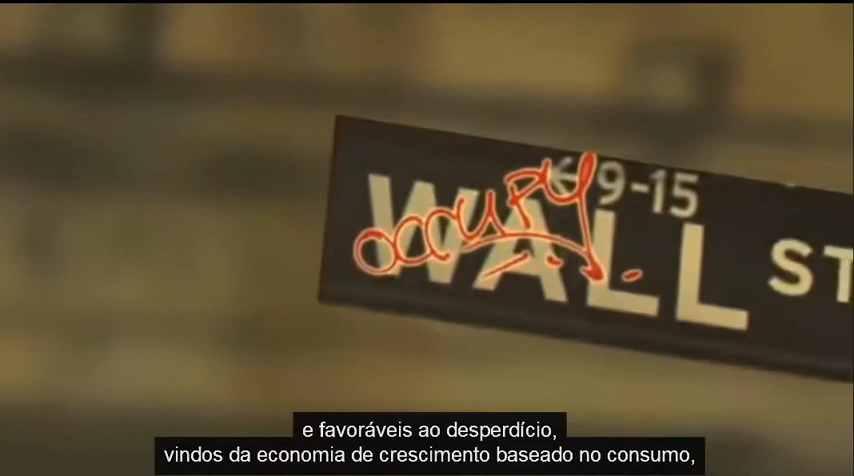 69-15
OCCUPY
WALL ST
e favoráveis ao desperdício,
vindos da economia de crescimento baseado no consumo,